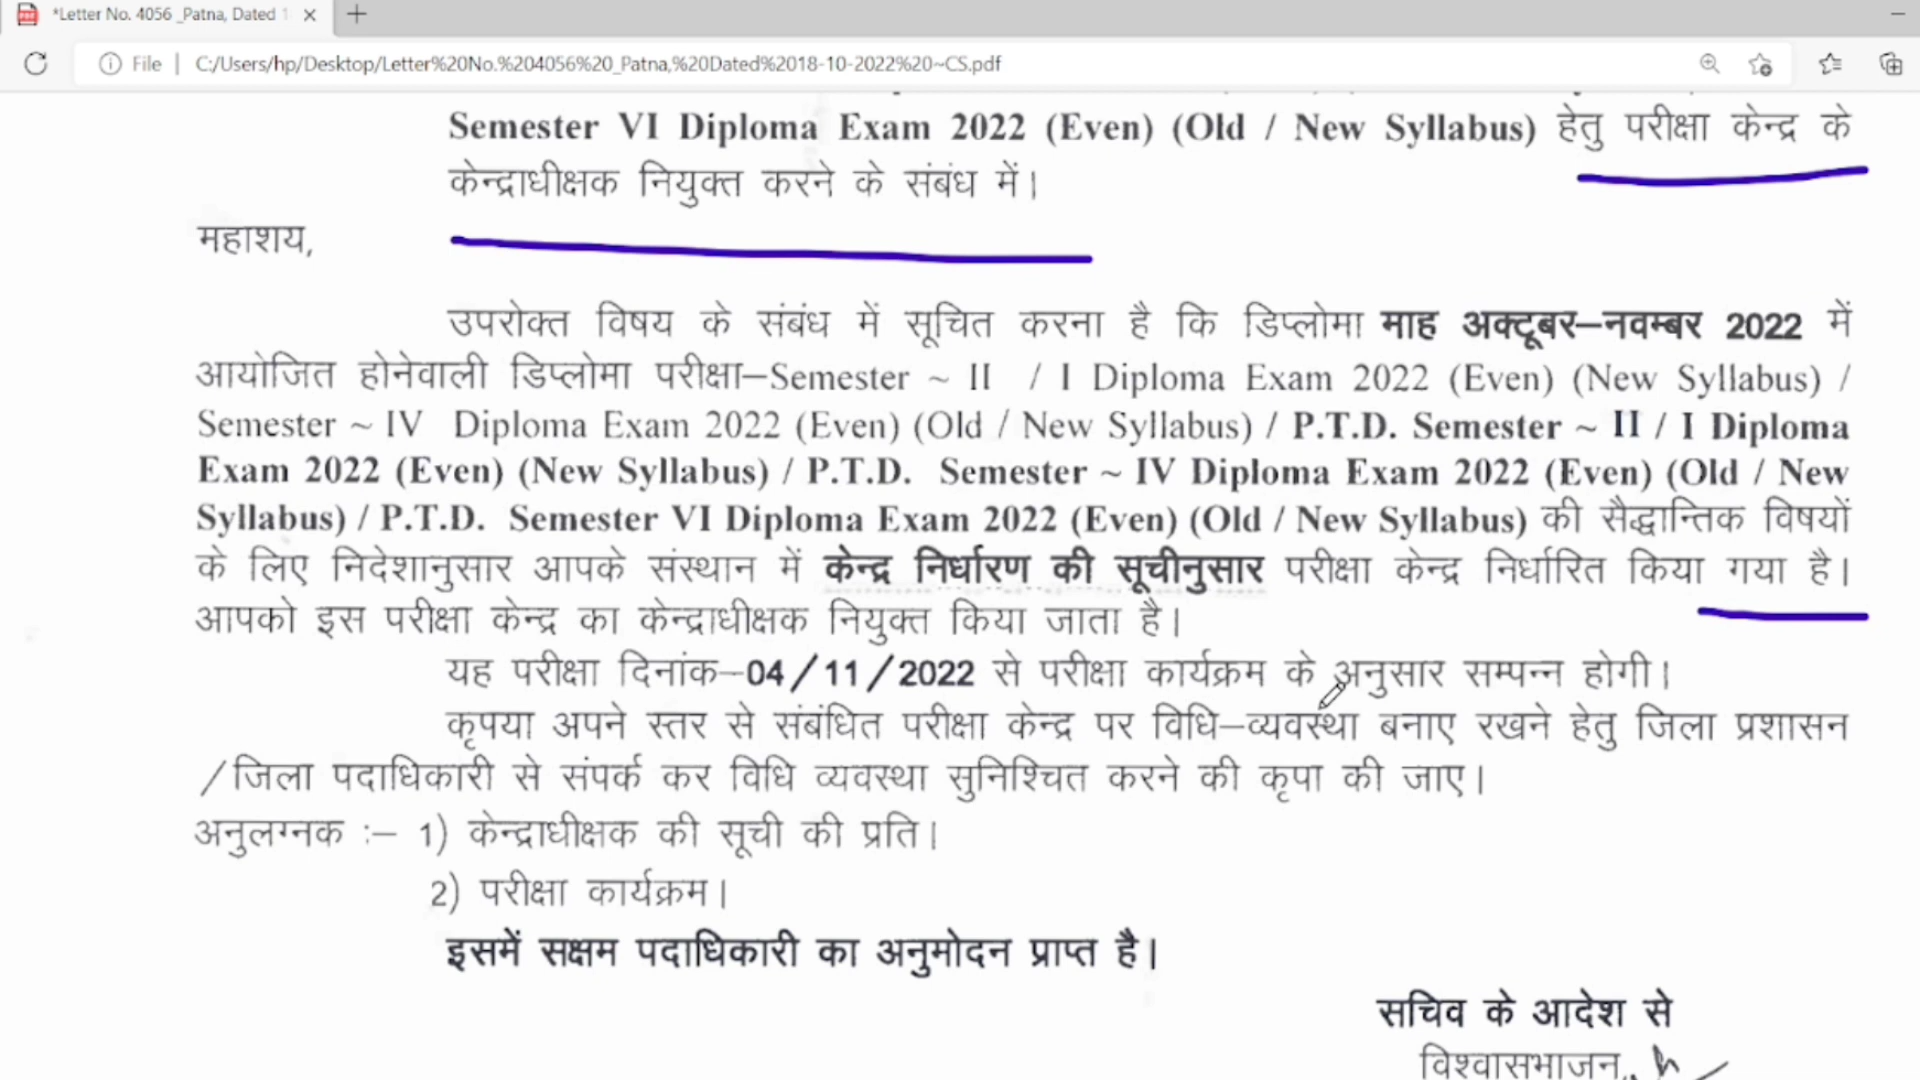 *Letter No. 4056 _Patna, Dated 1
File | C:/Users/hp/Desktop/Letter%20No.%204056%20_Patna,%20Dated%2018-10-2022%20~CS.pdf
Semester VI Diploma Exam 2022 (Even) (Old / New Syllabus) हेतु परीक्षा केन्द्र के
केन्द्राधीक्षक नियुक्त करने के संबंध में।
महाशय,
उपरोक्त विषय के संबंध में सूचित करना है कि डिप्लोमा माह अक्टूबर–नवम्बर 2022 में
आयोजित होनेवाली डिप्लोमा परीक्षा–Semester ~ II / I Diploma Exam 2022 (Even) (New Syllabus) /
Semester ~ IV Diploma Exam 2022 (Even) (Old / New Syllabus) / P.T.D. Semester ~ II / I Diploma
Exam 2022 (Even) (New Syllabus) / P.T.D. Semester ~ IV Diploma Exam 2022 (Even) (Old / New
Syllabus) / P.T.D. Semester VI Diploma Exam 2022 (Even) (Old / New Syllabus) की सैद्धान्तिक विषयों
के लिए निदेशानुसार आपके संस्थान में केन्द्र निर्धारण की सूचीनुसार परीक्षा केन्द्र निर्धारित किया गया है।
आपको इस परीक्षा केन्द्र का केन्द्राधीक्षक नियुक्त किया जाता है।
यह परीक्षा दिनांक–04/11/2022 से परीक्षा कार्यक्रम के अनुसार सम्पन्न होगी।
कृपया अपने स्तर से संबंधित परीक्षा केन्द्र पर विधि–व्यवस्था बनाए रखने हेतु जिला प्रशासन
/जिला पदाधिकारी से संपर्क कर विधि व्यवस्था सुनिश्चित करने की कृपा की जाए।
अनुलग्नक :– 1) केन्द्राधीक्षक की सूची की प्रति।
2) परीक्षा कार्यक्रम।
इसमें सक्षम पदाधिकारी का अनुमोदन प्राप्त है।
सचिव के आदेश से
विश्वासभाजन,